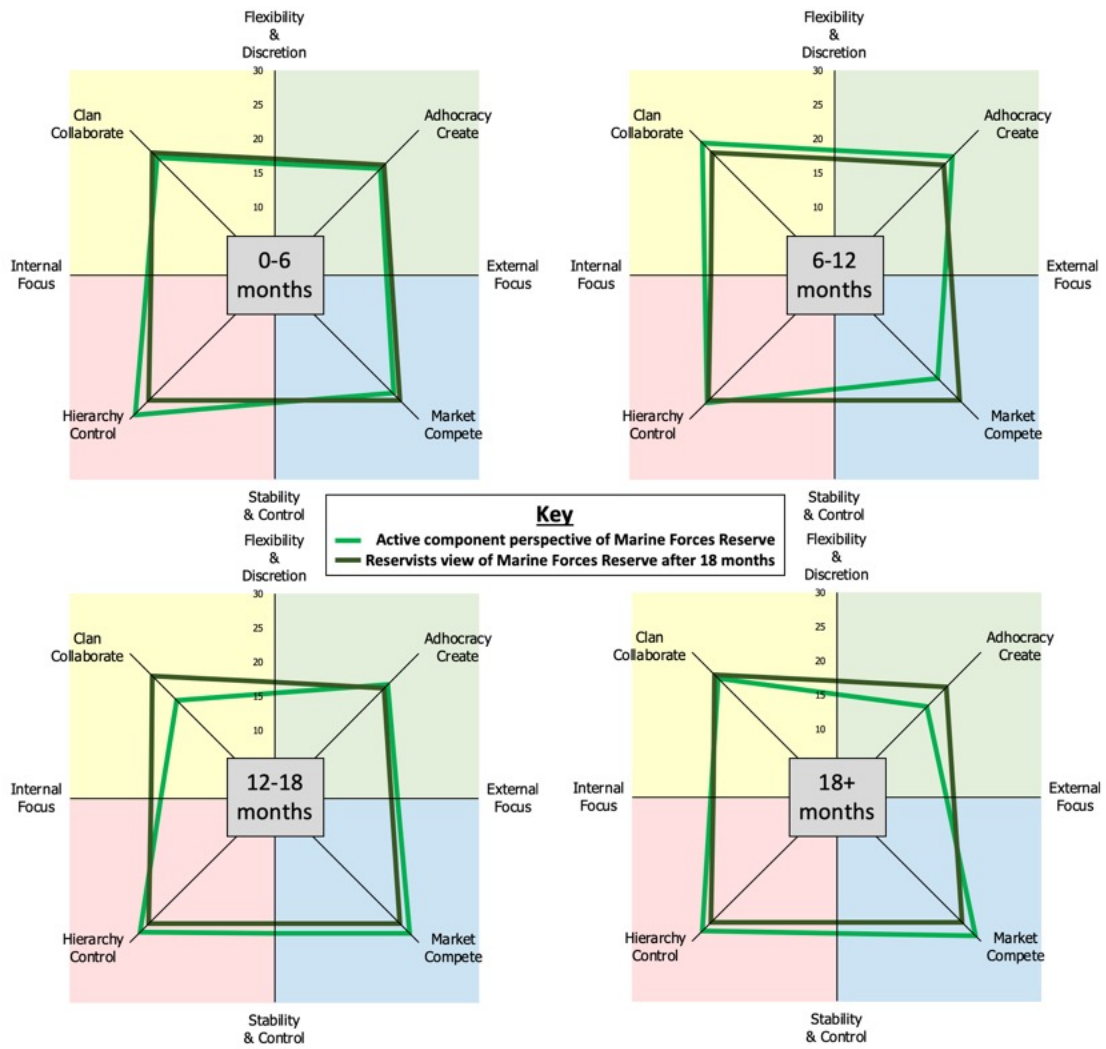 Flexibility
&
Discretion
30
25
20
15
10
Clan
Collaborate
Adhocracy
Create
Internal
Focus
0-6
months
External
Focus
Hierarchy
Control
Market
Compete
Stability
& Control
Flexibility
&
Discretion
30
25
20
15
10
Clan
Collaborate
Adhocracy
Create
Internal
Focus
6-12
months
External
Focus
Hierarchy
Control
Market
Compete
Stability
& Control
Key
Active component perspective of Marine Forces Reserve
Reservists view of Marine Forces Reserve after 18 months
Flexibility
&
Discretion
30
25
20
15
10
Clan
Collaborate
Adhocracy
Create
Internal
Focus
12-18
months
External
Focus
Hierarchy
Control
Market
Compete
Stability
& Control
Flexibility
&
Discretion
30
25
20
15
10
Clan
Collaborate
Adhocracy
Create
Internal
Focus
18+
months
External
Focus
Hierarchy
Control
Market
Compete
Stability
& Control